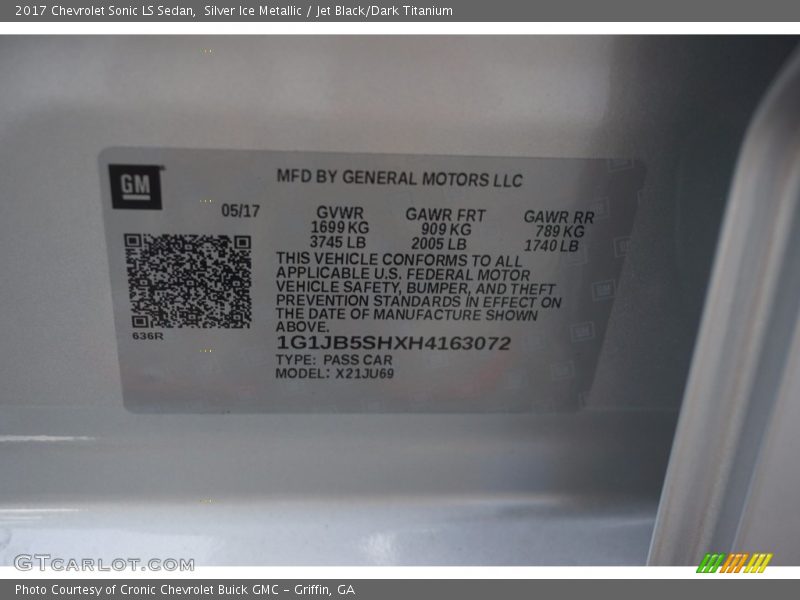 2017 Chevrolet Sonic LS Sedan,  Silver Ice Metallic / Jet Black/Dark Titanium
GM
MFD BY GENERAL MOTORS LLC
05/17
GVWR GAWR FRT GAWR RR
1699 KG 909 KG 789 KG
3745 LB 2005 LB 1740 LB
THIS VEHICLE CONFORMS TO ALL
APPLICABLE U.S. FEDERAL MOTOR
VEHICLE SAFETY, BUMPER, AND THEFT
PREVENTION STANDARDS IN EFFECT ON
THE DATE OF MANUFACTURE SHOWN
ABOVE.
636R
1G1JB5SHXH4163072
TYPE: PASS CAR
MODEL: X21JU69
GTCARLOT.COM
Photo Courtesy of Cronic Chevrolet Buick GMC - Griffin, GA